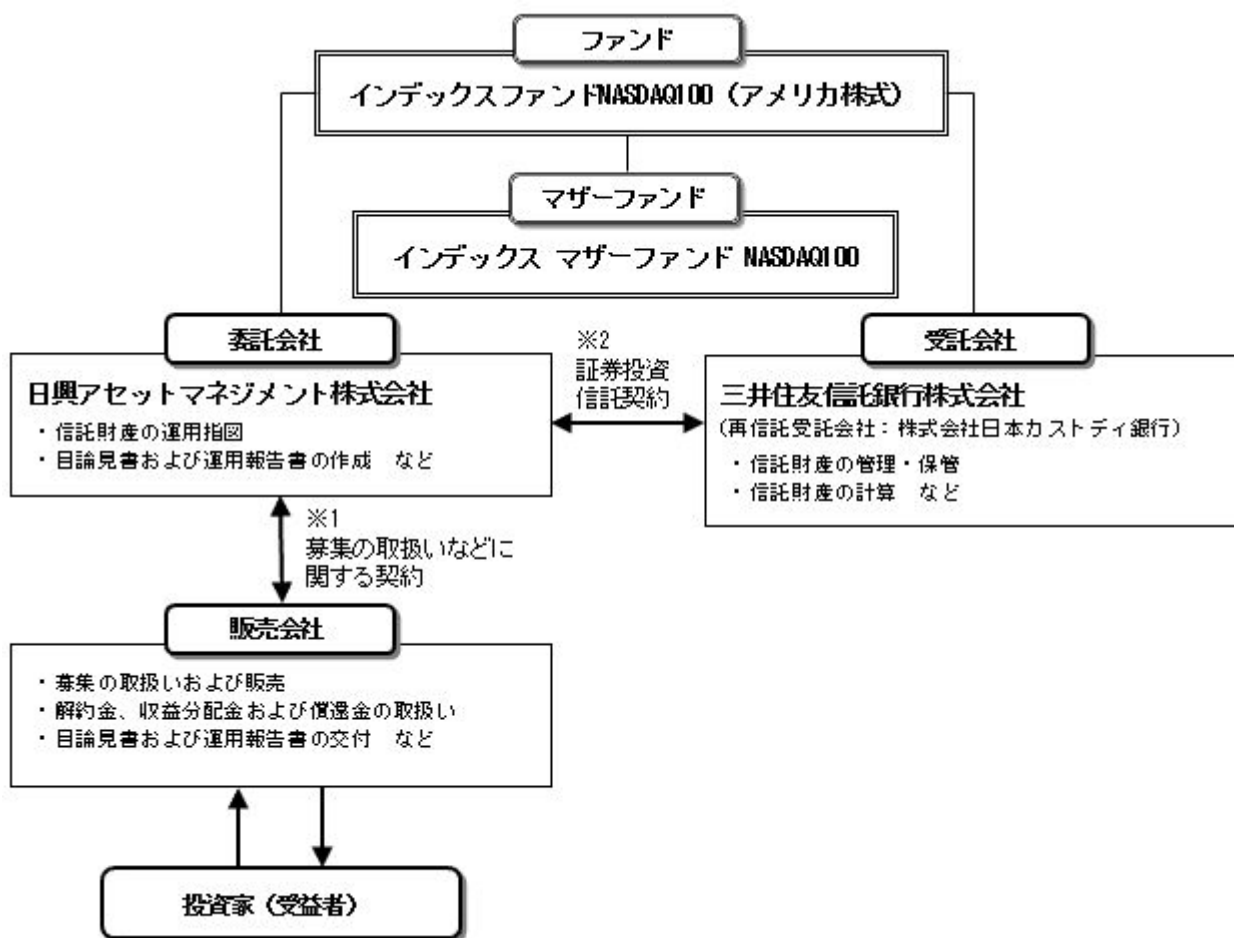 ファンド
インデックスファンドNASDAQ100（アメリカ株式）
マザーファンド
インデックス マザーファンド NASDAQ100
委託会社
日興アセットマネジメント株式会社
・信託財産の運用指図
・目論見書および運用報告書の作成　など
※2
証券投資
信託契約
受託会社
三井住友信託銀行株式会社
（再信託受託会社：株式会社日本カストディ銀行）
・信託財産の管理・保管
・信託財産の計算　など
※1
募集の取扱いなどに
関する契約
販売会社
・募集の取扱いおよび販売
・解約金、収益分配金および償還金の取扱い
・目論見書および運用報告書の交付　など
投資家（受益者）